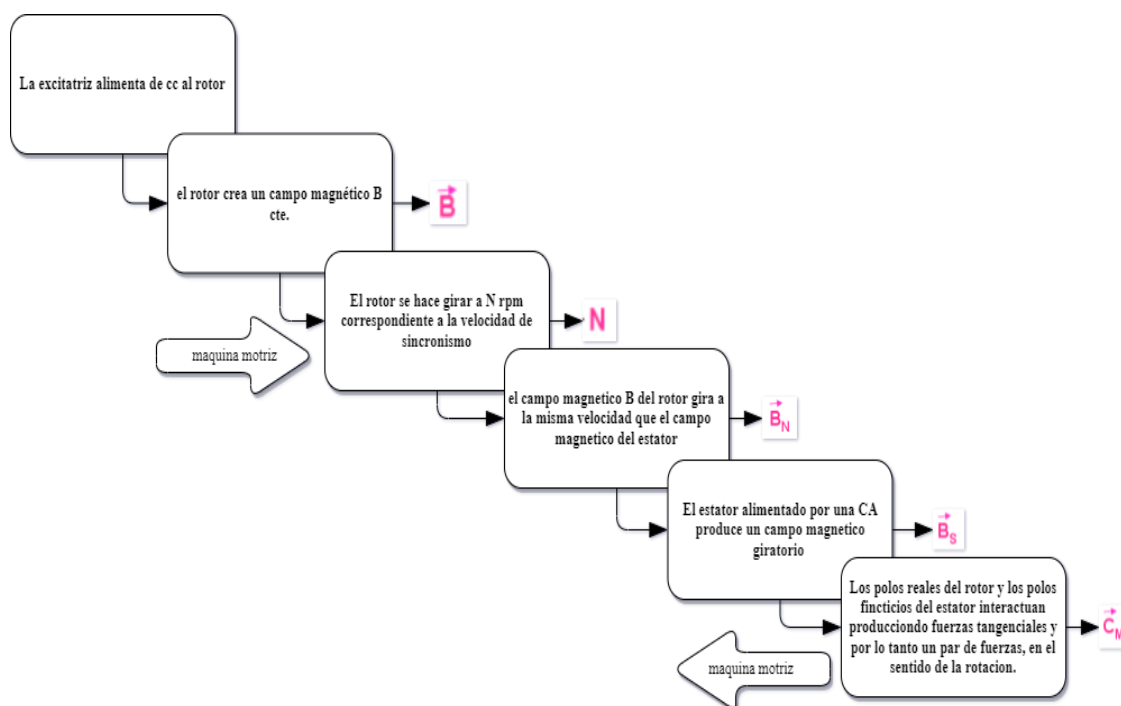 La excitatriz alimenta de cc al rotor
el rotor crea un campo magnético B
cte.
B
El rotor se hace girar a N rpm
correspondiente a la velocidad de
sincronismo
N
maquina motriz
el campo magnetico B del rotor gira a
la misma velocidad que el campo
magnetico del estator
B_N
El estator alimentado por una CA
produce un campo magnetico
giratorio
B_S
Los polos reales del rotor y los polos
fincticios del estator interactuan
producciondo fuerzas tangenciales y
por lo tanto un par de fuerzas, en el
sentido de la rotacion.
C_M
maquina motriz